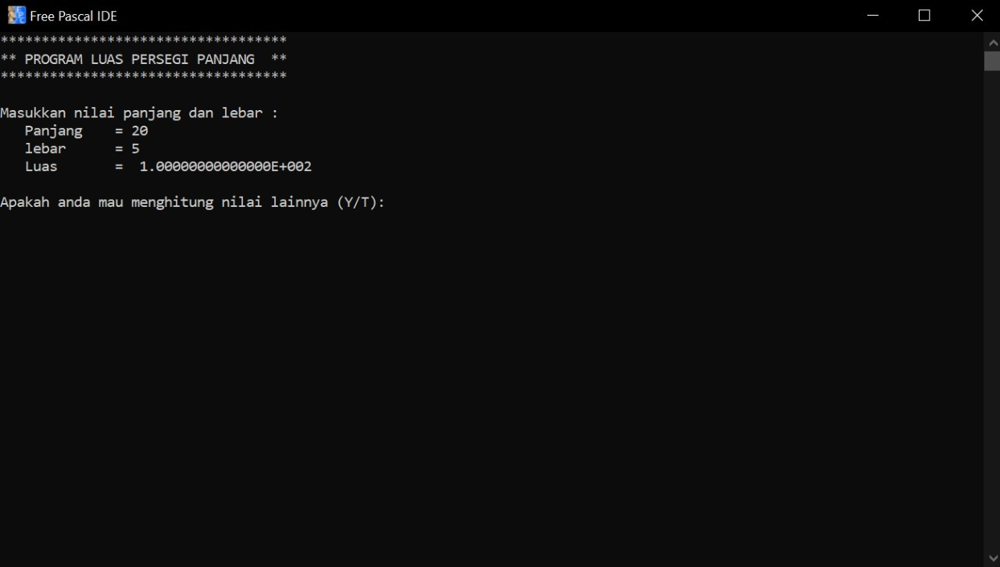 Free Pascal IDE
***********************************
** PROGRAM LUAS PERSEGI PANJANG  **
***********************************
Masukkan nilai panjang dan lebar :
   Panjang    = 20
   lebar      = 5
   Luas       =  1.00000000000000E+002
Apakah anda mau menghitung nilai lainnya (Y/T):